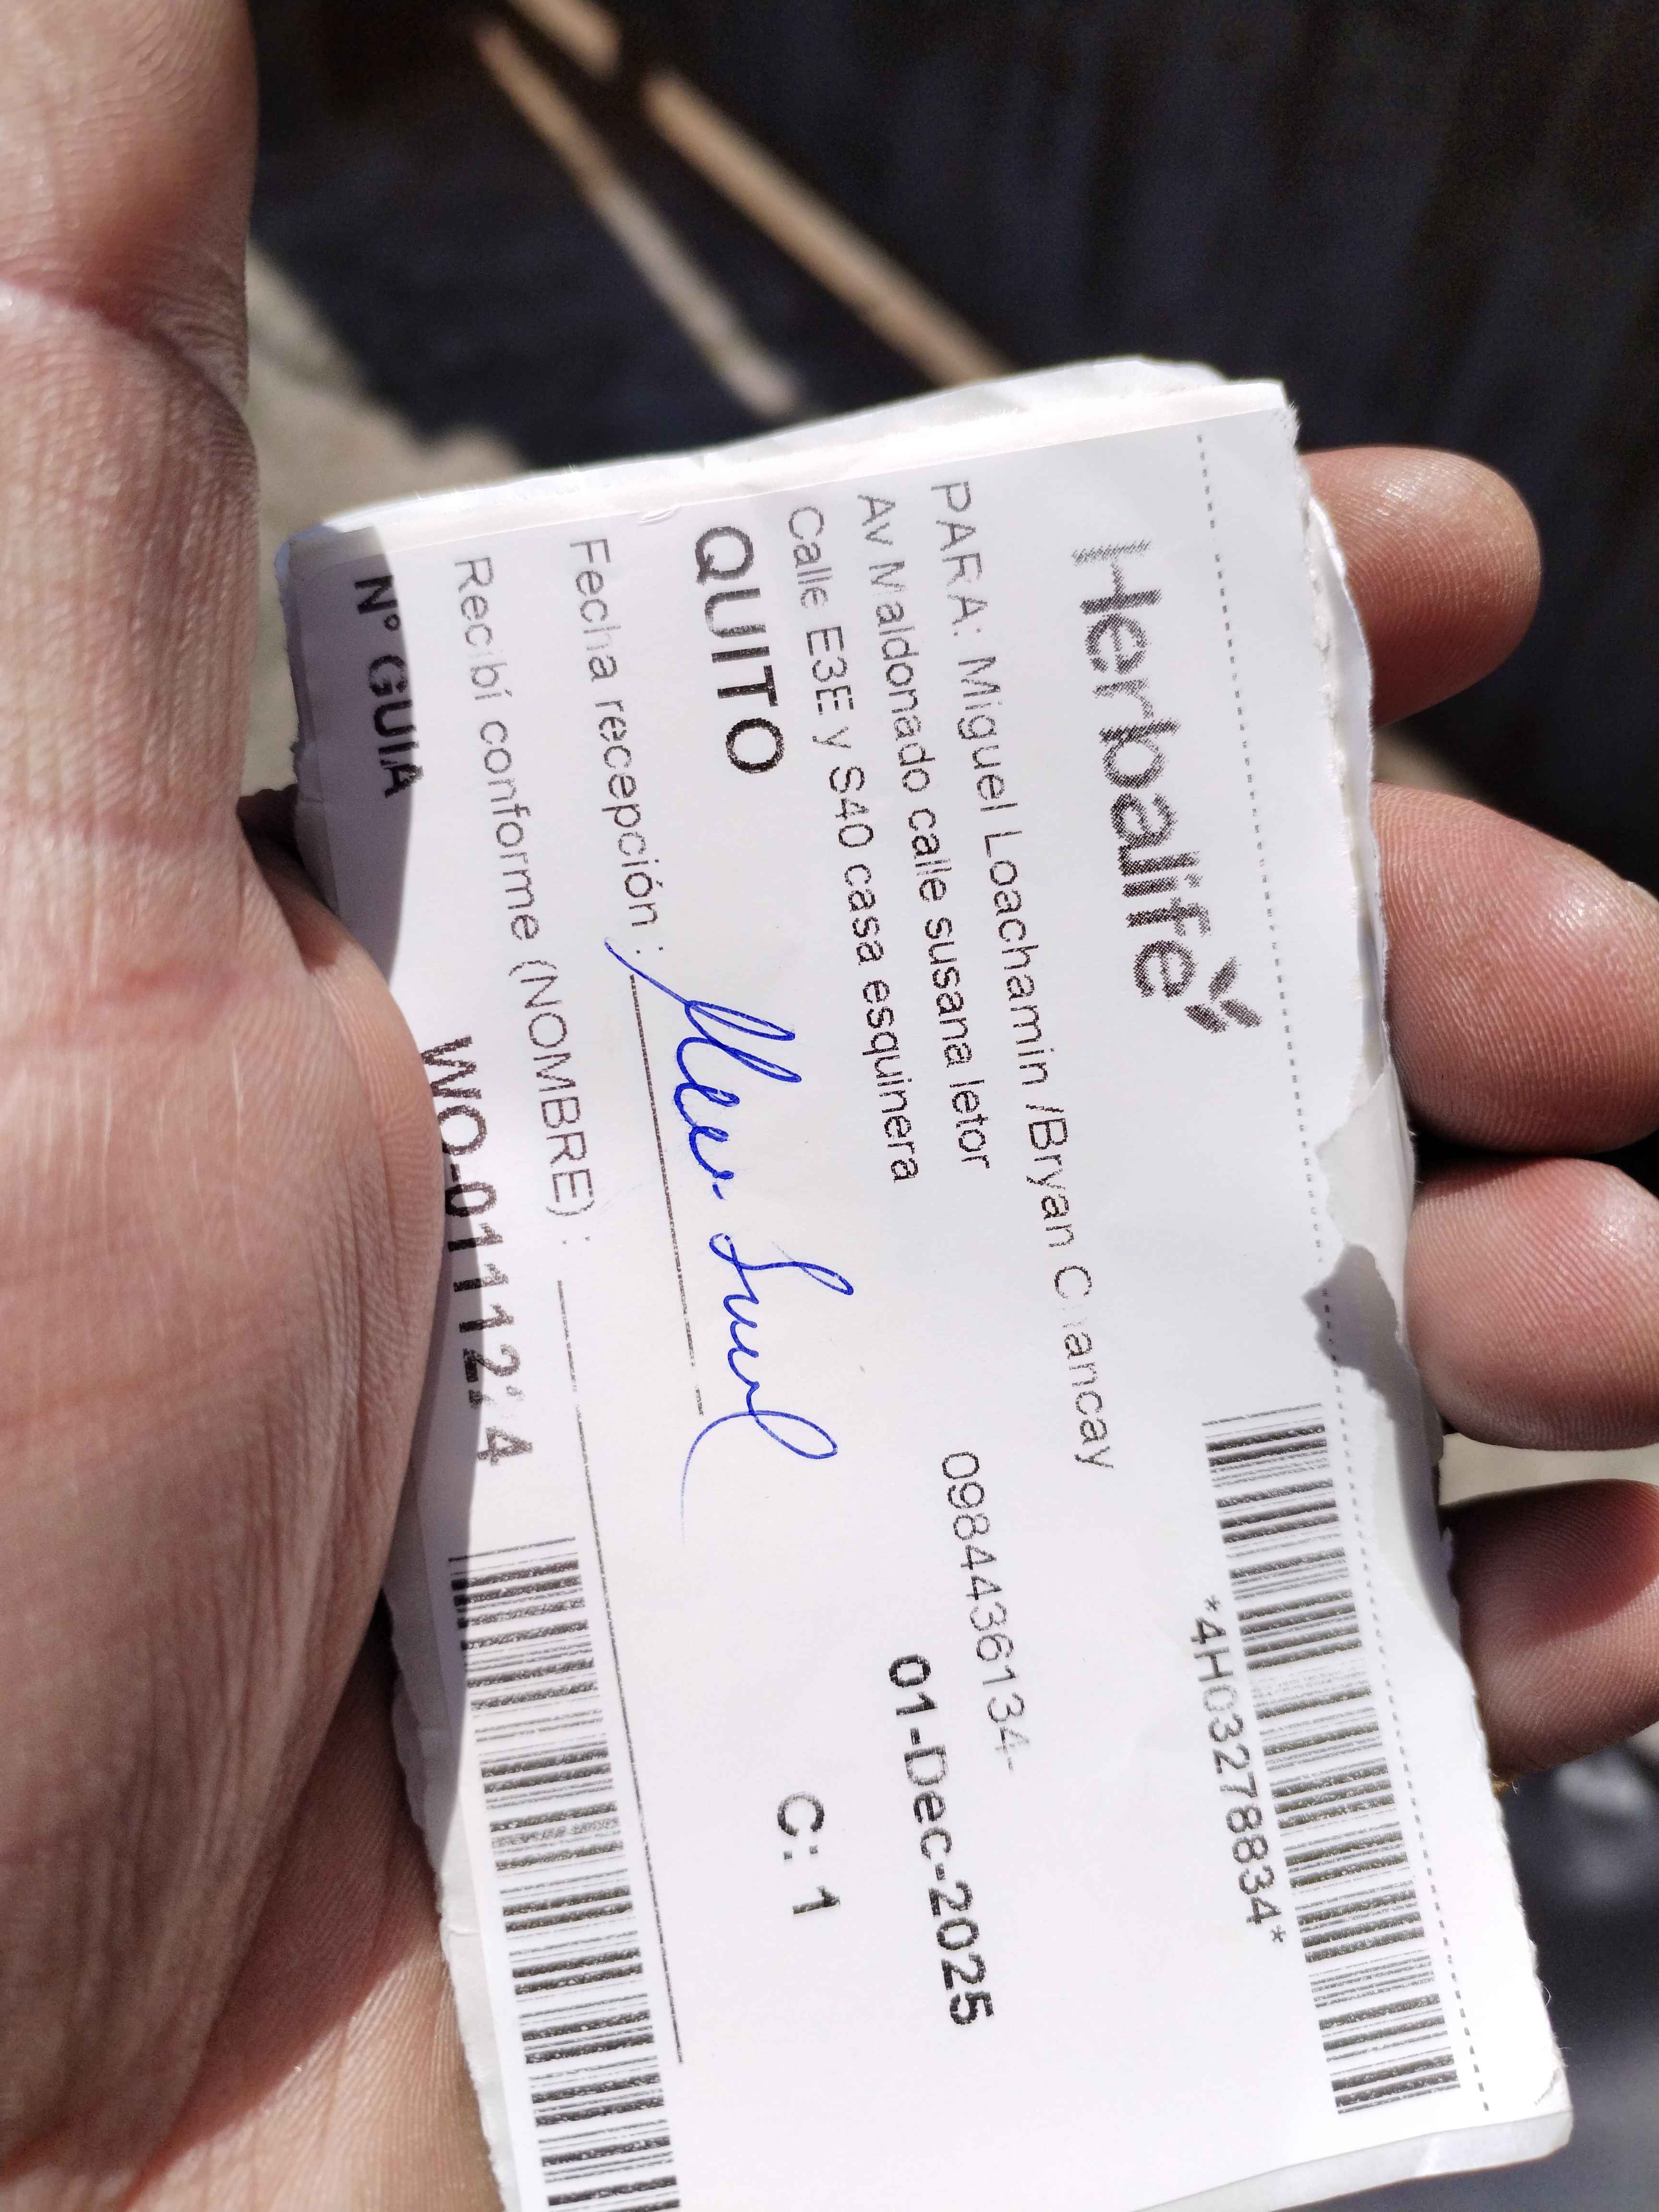 Herbalife
*4H03278834*
PARA: Miguel Loachamin /Bryan C ancay
Av Maldonado calle susana letor
0984436134-
Calle E3E y S40 casa esquinera
01-Dec-2025
QUITO
C: 1
Fecha recepción :
Recibí conforme (NOMBRE) :
N° GUIA